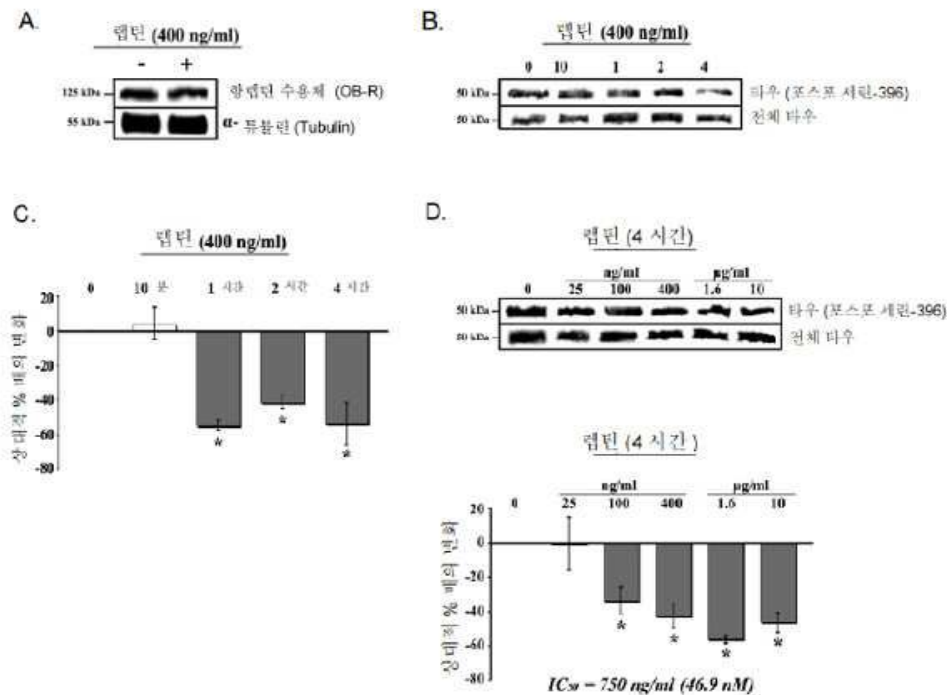 A.
렙틴 (400 ng/ml)
- +
125 kDa 항렙틴 수용체 (OB-R)
55 kDa α- 튜불린 (Tubulin)
B.
렙틴 (400 ng/ml)
0 10 1 2 4
50 kDa 타우 (포스포 세린-396)
50 kDa 전체 타우
C.
렙틴 (400 ng/ml)
0 10 분 1 시간 2 시간 4 시간
상대적 % 배의 변화
20
0
-20
-40
-60
-80
* * *
D.
렙틴 (4 시간)
ng/ml µg/ml
0 25 100 400 1.6 10
50 kDa 타우 (포스포 세린-396)
50 kDa 전체 타우
렙틴 (4 시간 )
ng/ml µg/ml
0 25 100 400 1.6 10
상대적 % 배의 변화
20
0
-20
-40
-60
-80
* * * *
IC50 = 750 ng/ml (46.9 nM)